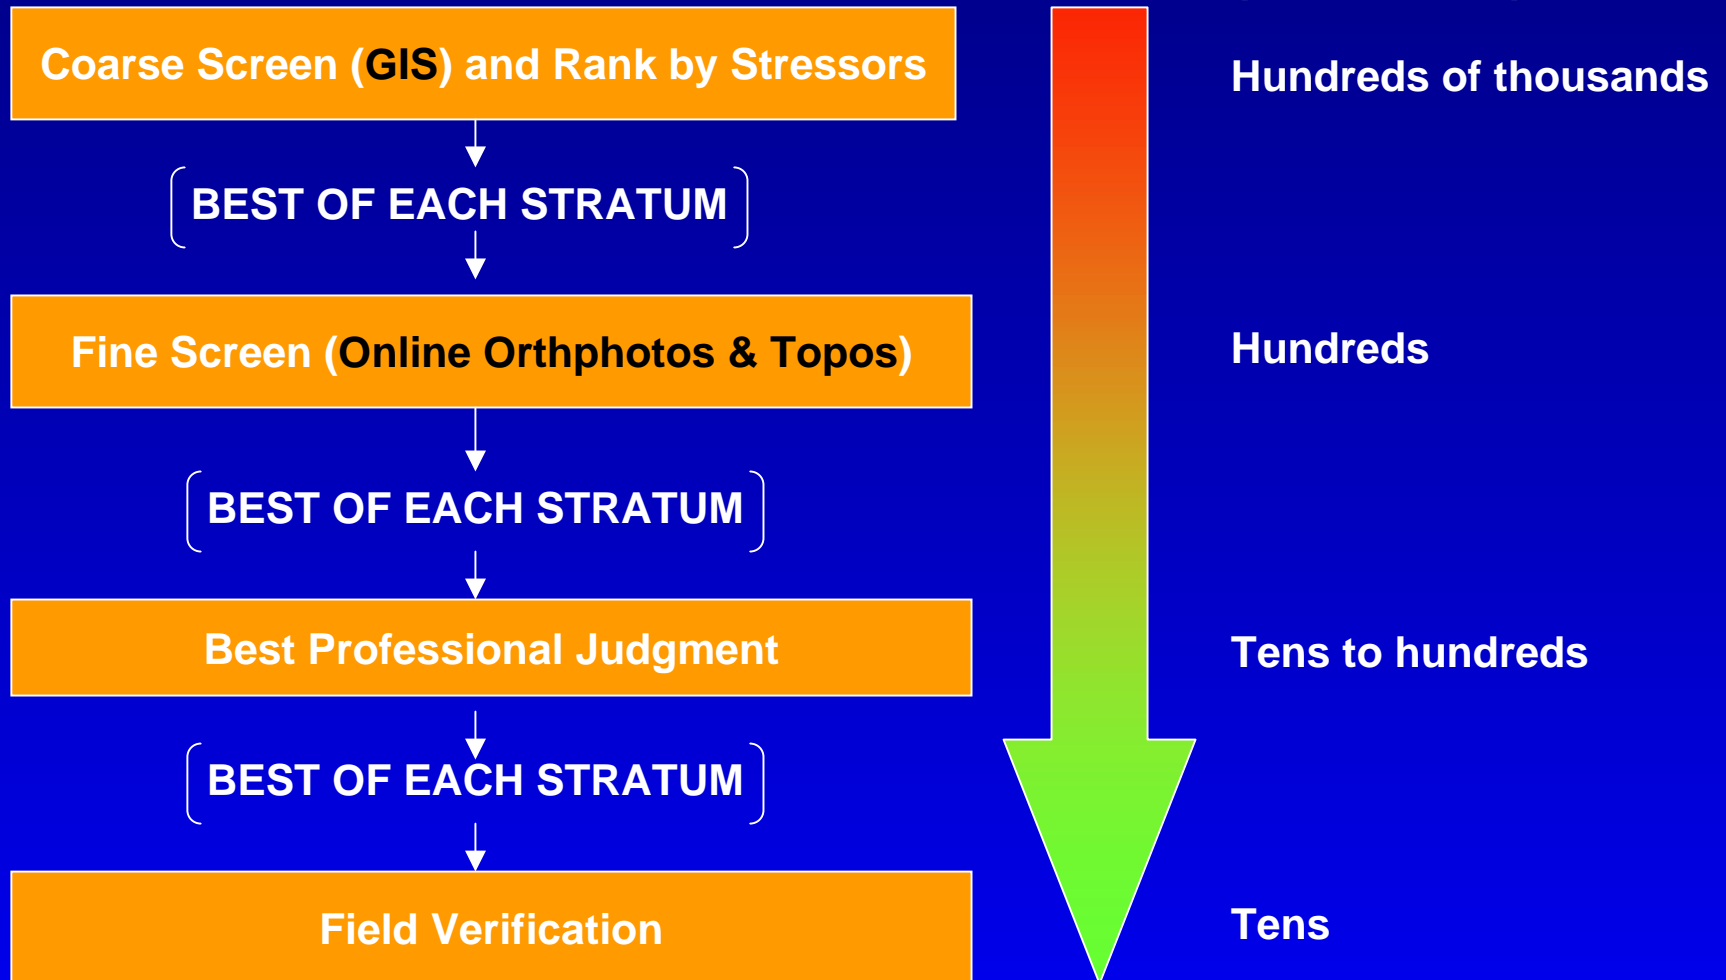 Coarse Screen (GIS) and Rank by Stressors
Hundreds of thousands
BEST OF EACH STRATUM
Fine Screen (Online Orthphotos & Topos)
Hundreds
BEST OF EACH STRATUM
Best Professional Judgment
Tens to hundreds
BEST OF EACH STRATUM
Field Verification
Tens